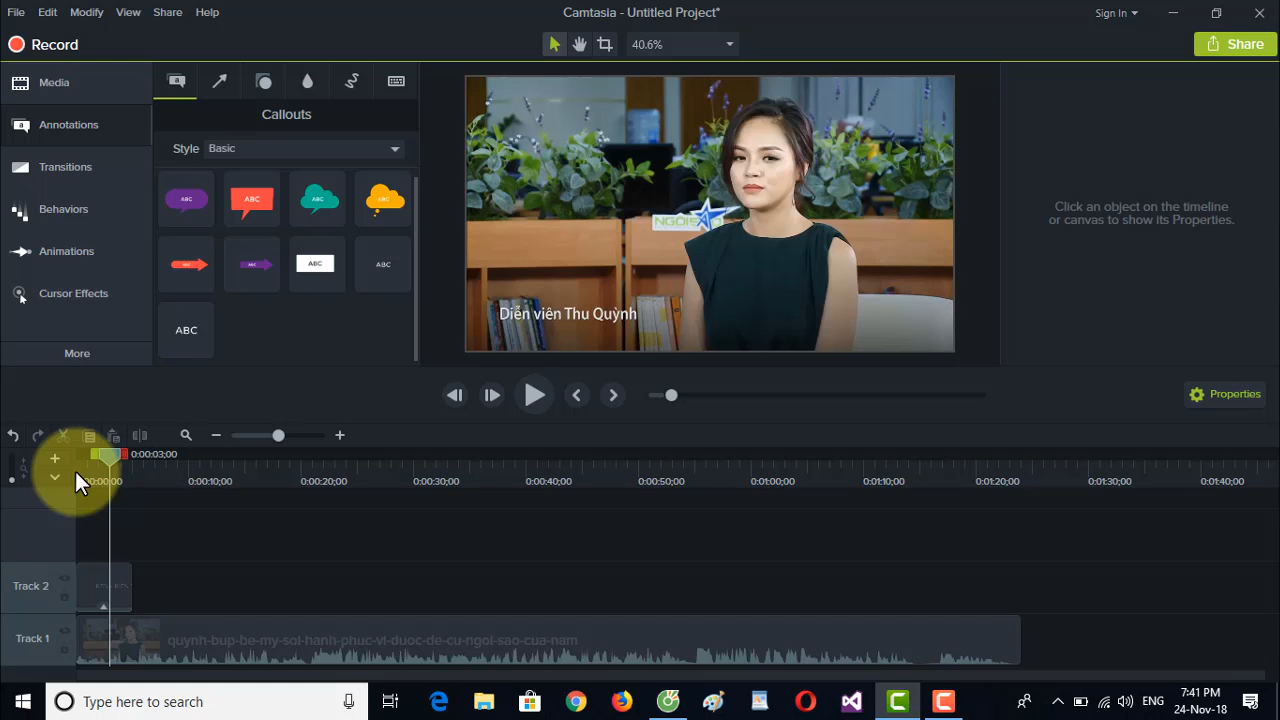 File Edit Modify View Share Help
Camtasia - Untitled Project*
Sign In
Record
40.6%
Share
Media
Annotations
Transitions
Behaviors
Animations
Cursor Effects
More
Callouts
Style Basic
ABC ABC ABC ABC
ABC ABC ABC ABC
ABC
NGÔI SAO
Diễn viên Thu Quỳnh
Click an object on the timeline
or canvas to show its Properties.
Properties
0:00:03;00
0:00:00;00 0:00:10;00 0:00:20;00 0:00:30;00 0:00:40;00 0:00:50;00 0:01:00;00 0:01:10;00 0:01:20;00 0:01:30;00 0:01:40;00
Track 2
Track 1
quynh-bup-be-my-soi-hanh-phuc-vi-duoc-de-cu-ngoi-sao-cua-nam
Type here to search
ENG
7:41 PM
24-Nov-18